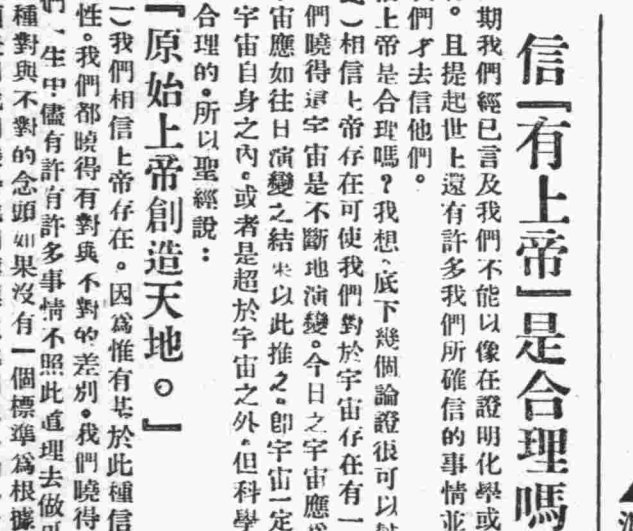 信『有上帝』是合理嗎
期我們經已言及我們不能以像在證明化學或
。且提起世上還有許多我們所確信的事情並
們才去信他們。
上帝是合理嗎？我想、底下幾個論證很可以
)相信上帝存在可使我們對於宇宙存在有一
們曉得這宇宙是不斷地演變。今日之宇宙應
宙應如往日演變之結果以此推之。卽宇宙一定
宇宙自身之內。或者是超於宇宙之外。但科學
合理的。所以聖經說：
『原始上帝創造天地。』
一)我們相信上帝存在。因爲惟有基於此種信
性。我們都曉得有對與不對的差別。我們曉得
們一生中儘有許有許多事情不照此道理去做
種對與不對的念頭如果沒有一個標準爲根據